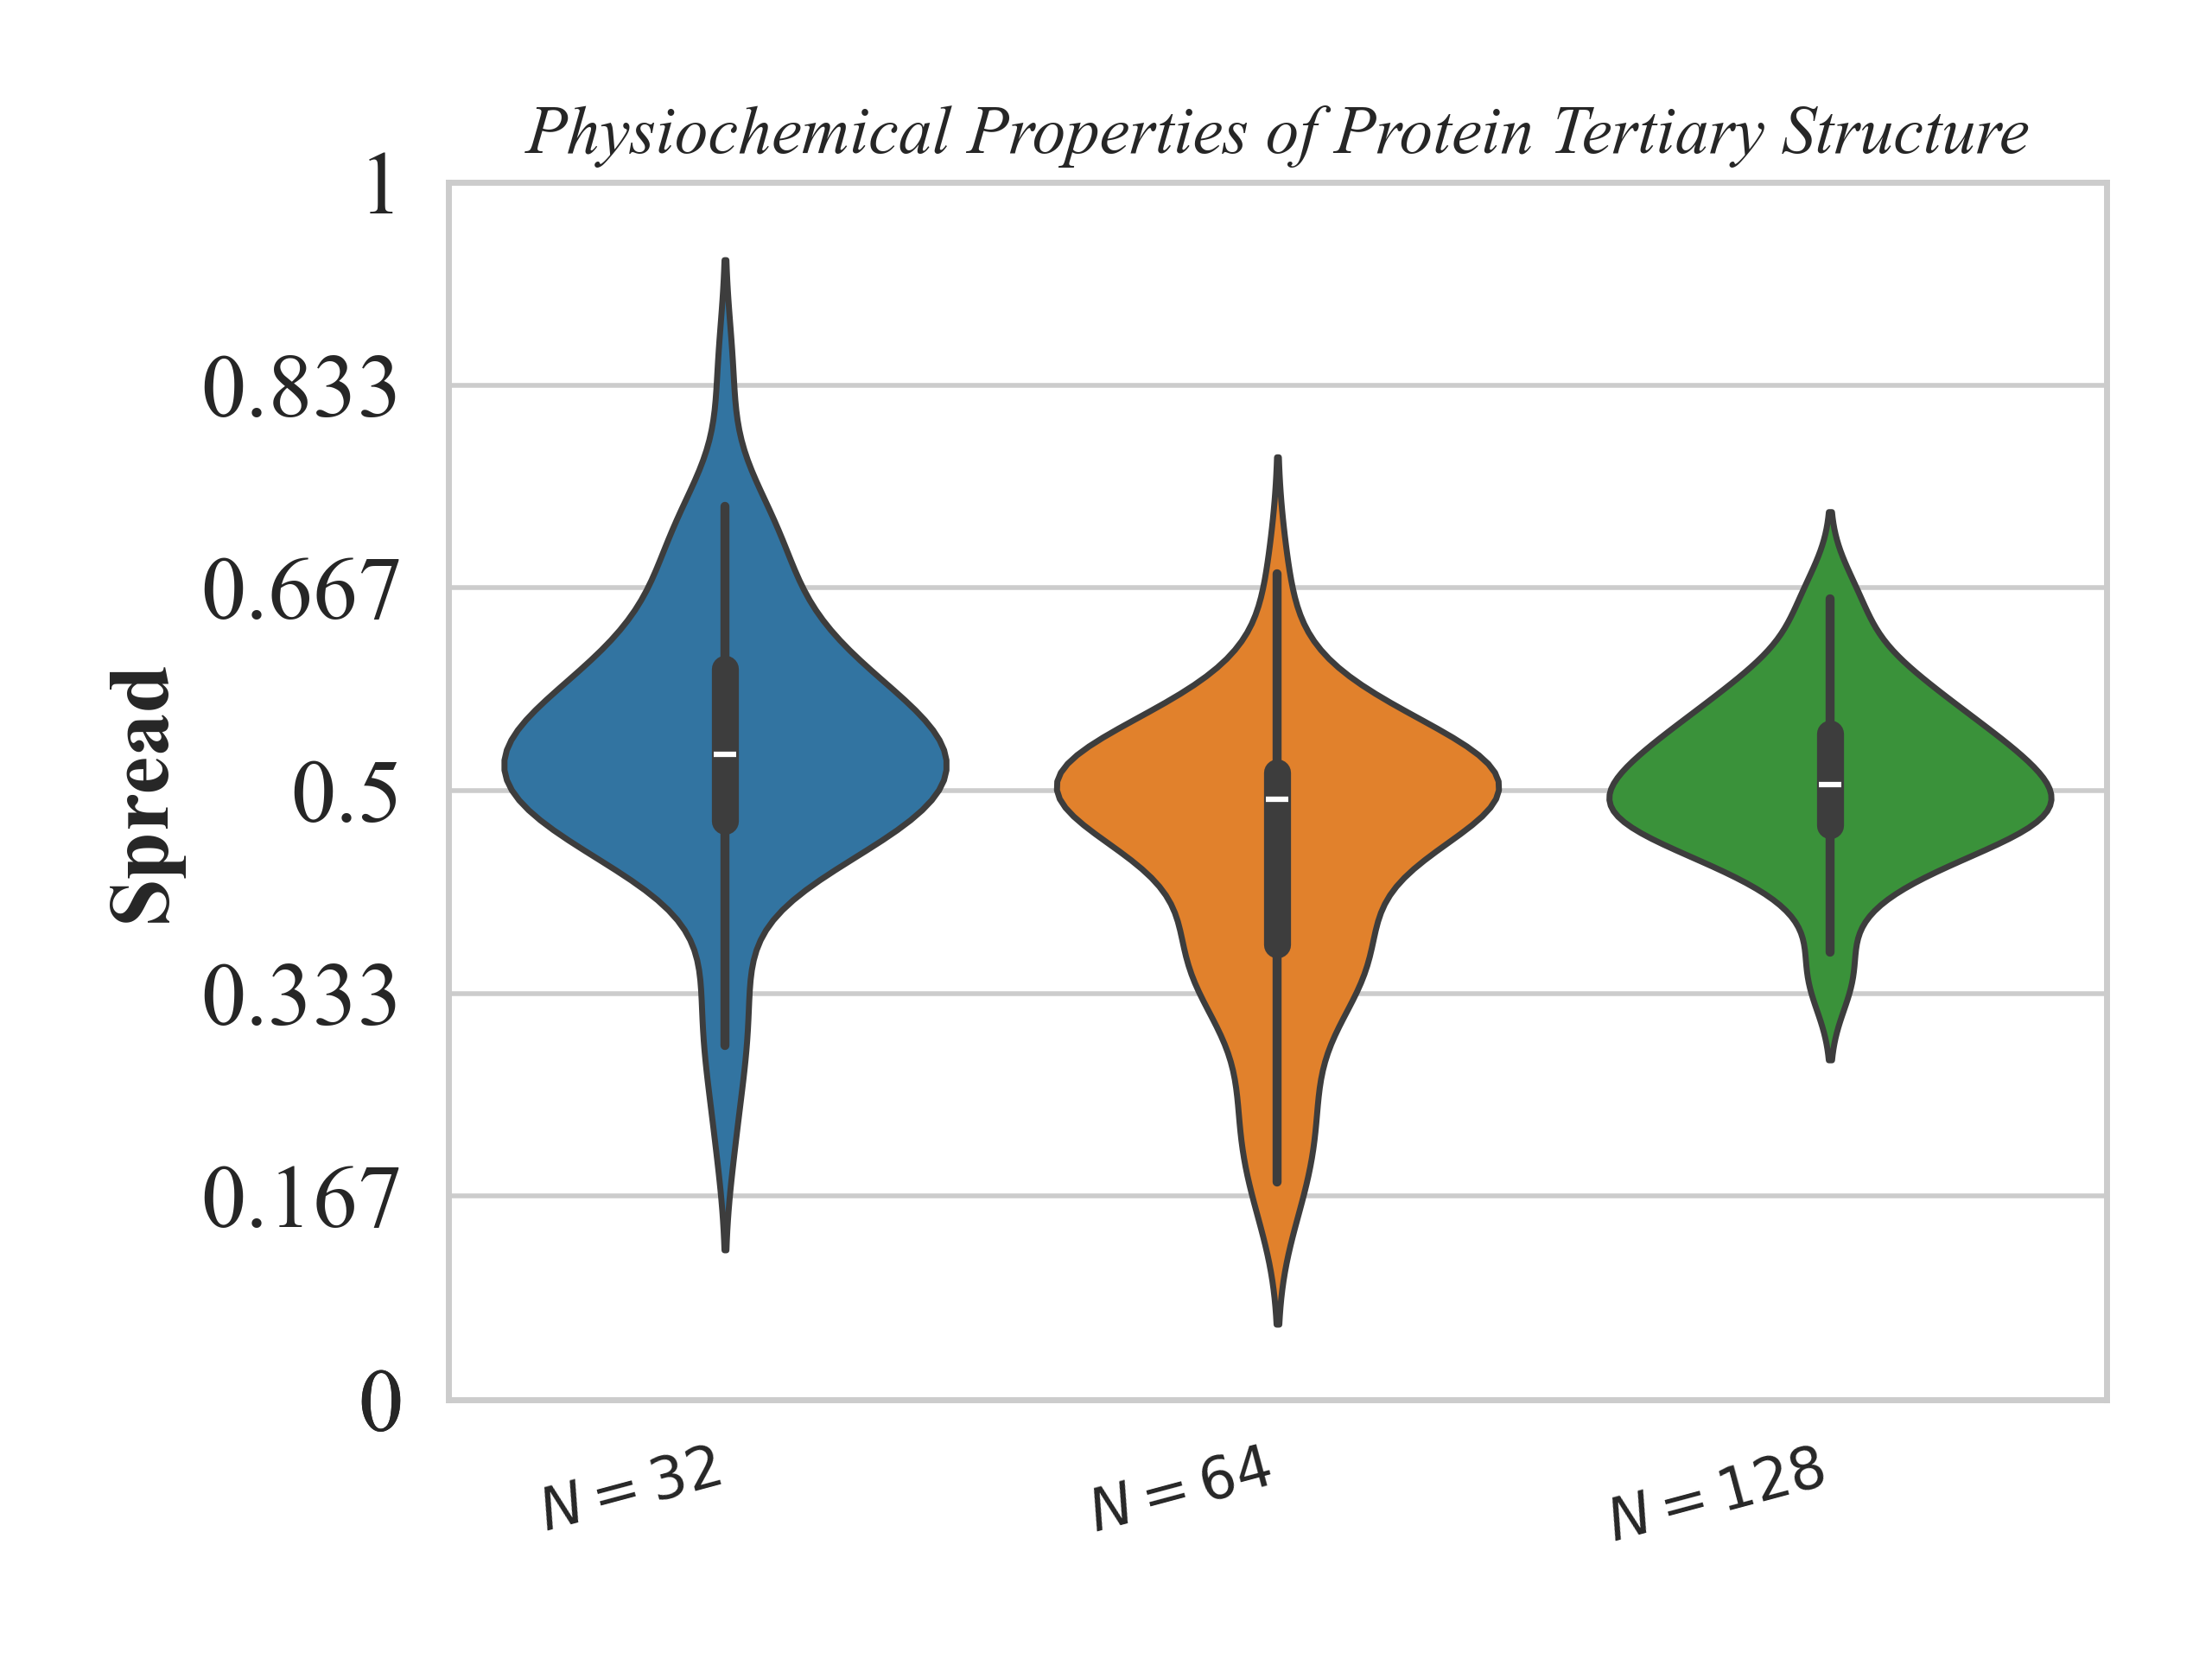 Physiochemical Properties of Protein Tertiary Structure
1
0.833
0.667
0.5
0.333
0.167
0
Spread
N = 32
N = 64
N = 128